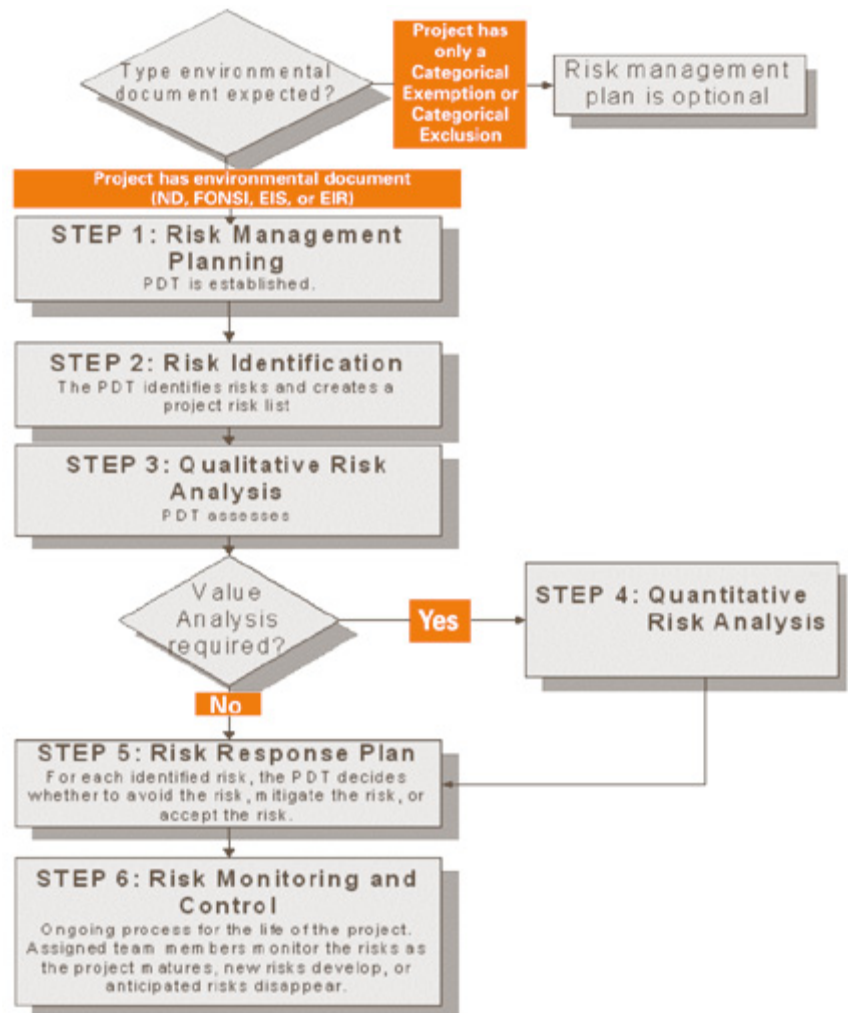 Type environmental
document expected?
Project has
only a
Categorical
Exemption or
Categorical
Exclusion
Risk management
plan is optional
Project has environmental document
(ND, FONSI, EIS, or EIR)
STEP 1: Risk Management
Planning
PDT is established.
STEP 2: Risk Identification
The PDT identifies risks and creates a
project risk list
STEP 3: Qualitative Risk
Analysis
PDT assesses
Value
Analysis
required?
Yes
STEP 4: Quantitative
Risk Analysis
No
STEP 5: Risk Response Plan
For each identified risk, the PDT decides
whether to avoid the risk, mitigate the risk, or
accept the risk.
STEP 6: Risk Monitoring and
Control
Ongoing process for the life of the project.
Assigned team members monitor the risks as
the project matures, new risks develop, or
anticipated risks disappear.